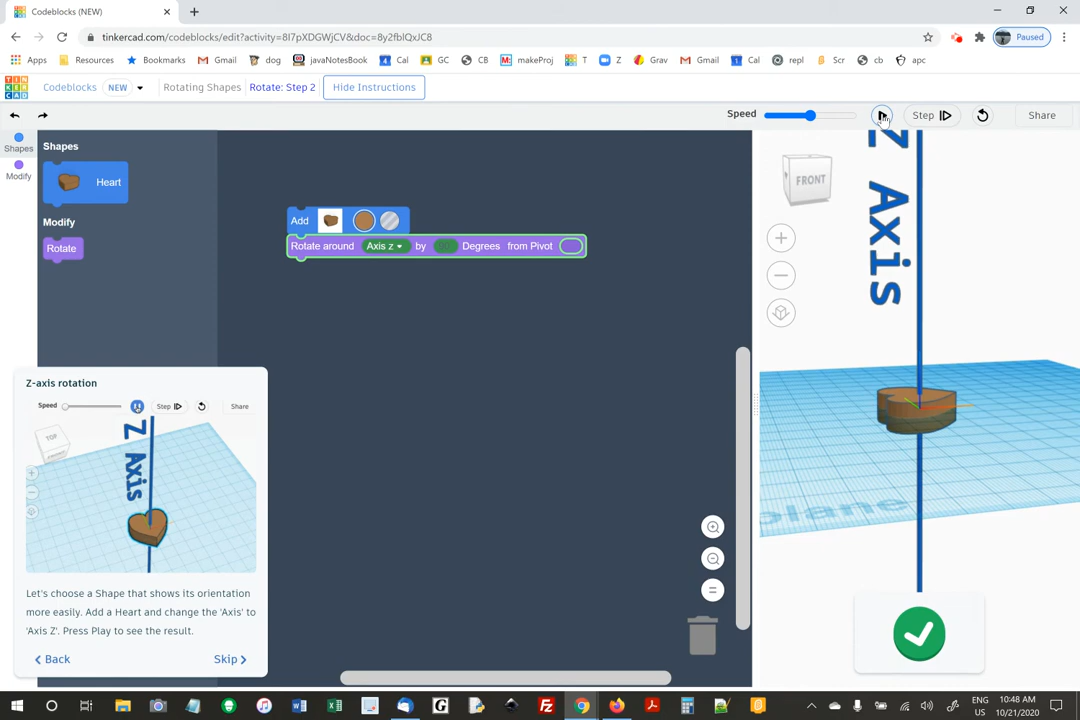 Codeblocks (NEW)
tinkercad.com/codeblocks/edit?activity=8I7pXDGWjCV&doc=8y2fblQxJC8
Paused
Apps Resources Bookmarks Gmail dog javaNotesBook Cal GC CB makeProj T Z Grav Gmail Cal repl Scr cb apc
TIN
KER
CAD
Codeblocks NEW Rotating Shapes Rotate: Step 2 Hide Instructions
Speed Step Share
Shapes
Modify
Shapes
Heart
Modify
Rotate
Add
Rotate around Axis z by Degrees from Pivot
Z Axis
FRONT
plane
Z-axis rotation
Speed Step Share
TOP
Z Axis
Let's choose a Shape that shows its orientation
more easily. Add a Heart and change the 'Axis' to
'Axis Z'. Press Play to see the result.
Back Skip
ENG
US
10:48 AM
10/21/2020